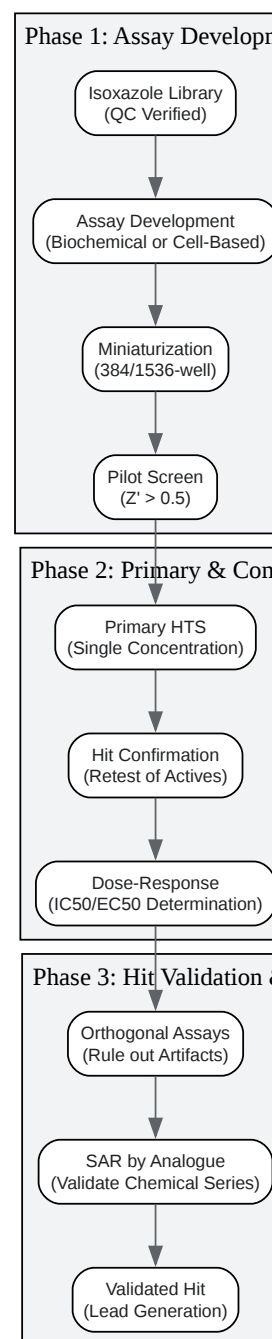 Phase 1: Assay Developm
Isoxazole Library
(QC Verified)
Assay Development
(Biochemical or Cell-Based)
Miniaturization
(384/1536-well)
Pilot Screen
(Z' > 0.5)
Phase 2: Primary & Con
Primary HTS
(Single Concentration)
Hit Confirmation
(Retest of Actives)
Dose-Response
(IC50/EC50 Determination)
Phase 3: Hit Validation &
Orthogonal Assays
(Rule out Artifacts)
SAR by Analogue
(Validate Chemical Series)
Validated Hit
(Lead Generation)